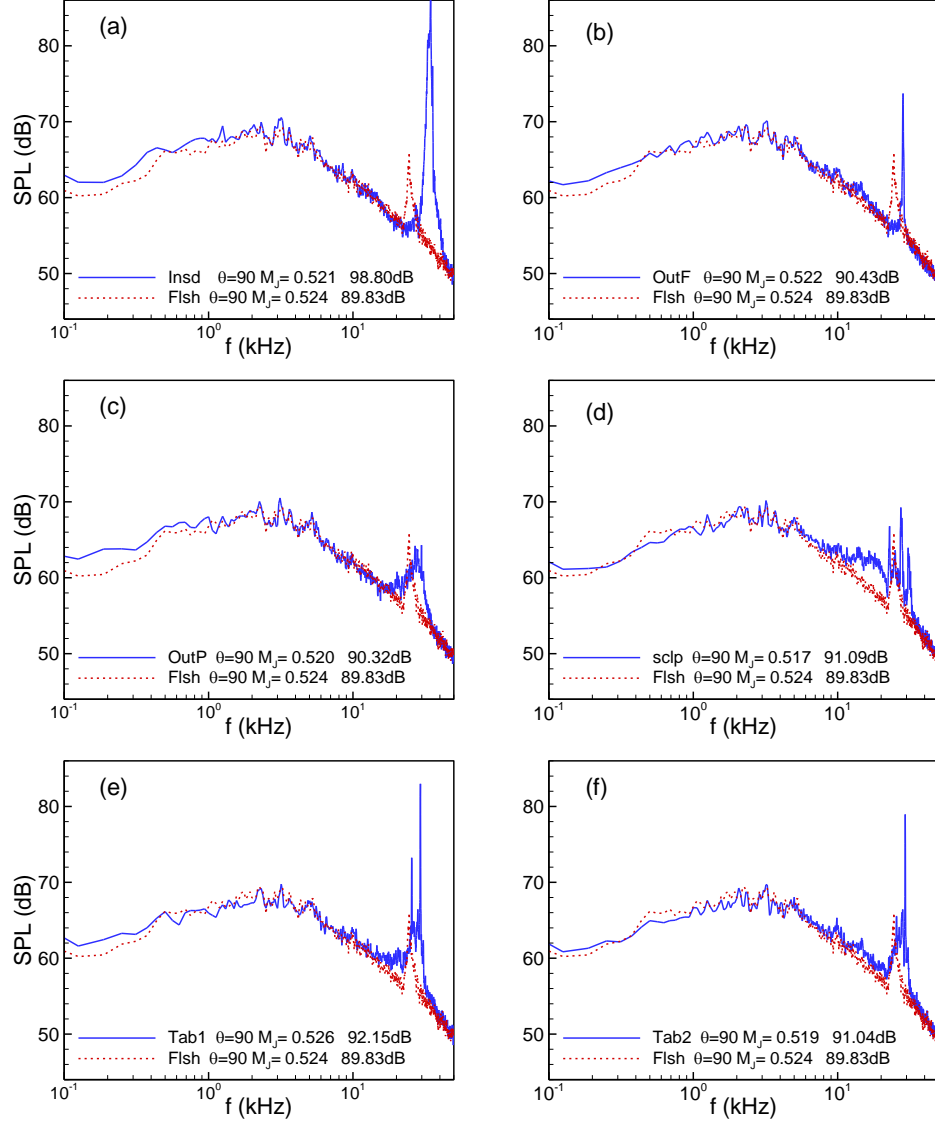 (a)
SPL (dB)
80
70
60
50
Insd θ=90 M_J= 0.521 98.80dB
Flsh θ=90 M_J= 0.524 89.83dB
10^-1 10^0 10^1
f (kHz)
(b)
80
70
60
50
OutF θ=90 M_J= 0.522 90.43dB
Flsh θ=90 M_J= 0.524 89.83dB
10^-1 10^0 10^1
f (kHz)
(c)
SPL (dB)
80
70
60
50
OutP θ=90 M_J= 0.520 90.32dB
Flsh θ=90 M_J= 0.524 89.83dB
10^-1 10^0 10^1
f (kHz)
(d)
80
70
60
50
sclp θ=90 M_J= 0.517 91.09dB
Flsh θ=90 M_J= 0.524 89.83dB
10^-1 10^0 10^1
f (kHz)
(e)
SPL (dB)
80
70
60
50
Tab1 θ=90 M_J= 0.526 92.15dB
Flsh θ=90 M_J= 0.524 89.83dB
10^-1 10^0 10^1
f (kHz)
(f)
80
70
60
50
Tab2 θ=90 M_J= 0.519 91.04dB
Flsh θ=90 M_J= 0.524 89.83dB
10^-1 10^0 10^1
f (kHz)